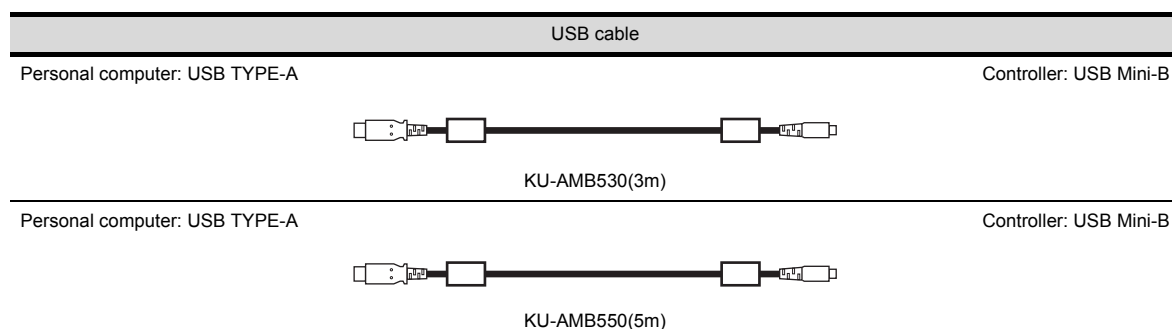 USB cable
Personal computer: USB TYPE-A Controller: USB Mini-B
KU-AMB530(3m)
Personal computer: USB TYPE-A Controller: USB Mini-B
KU-AMB550(5m)